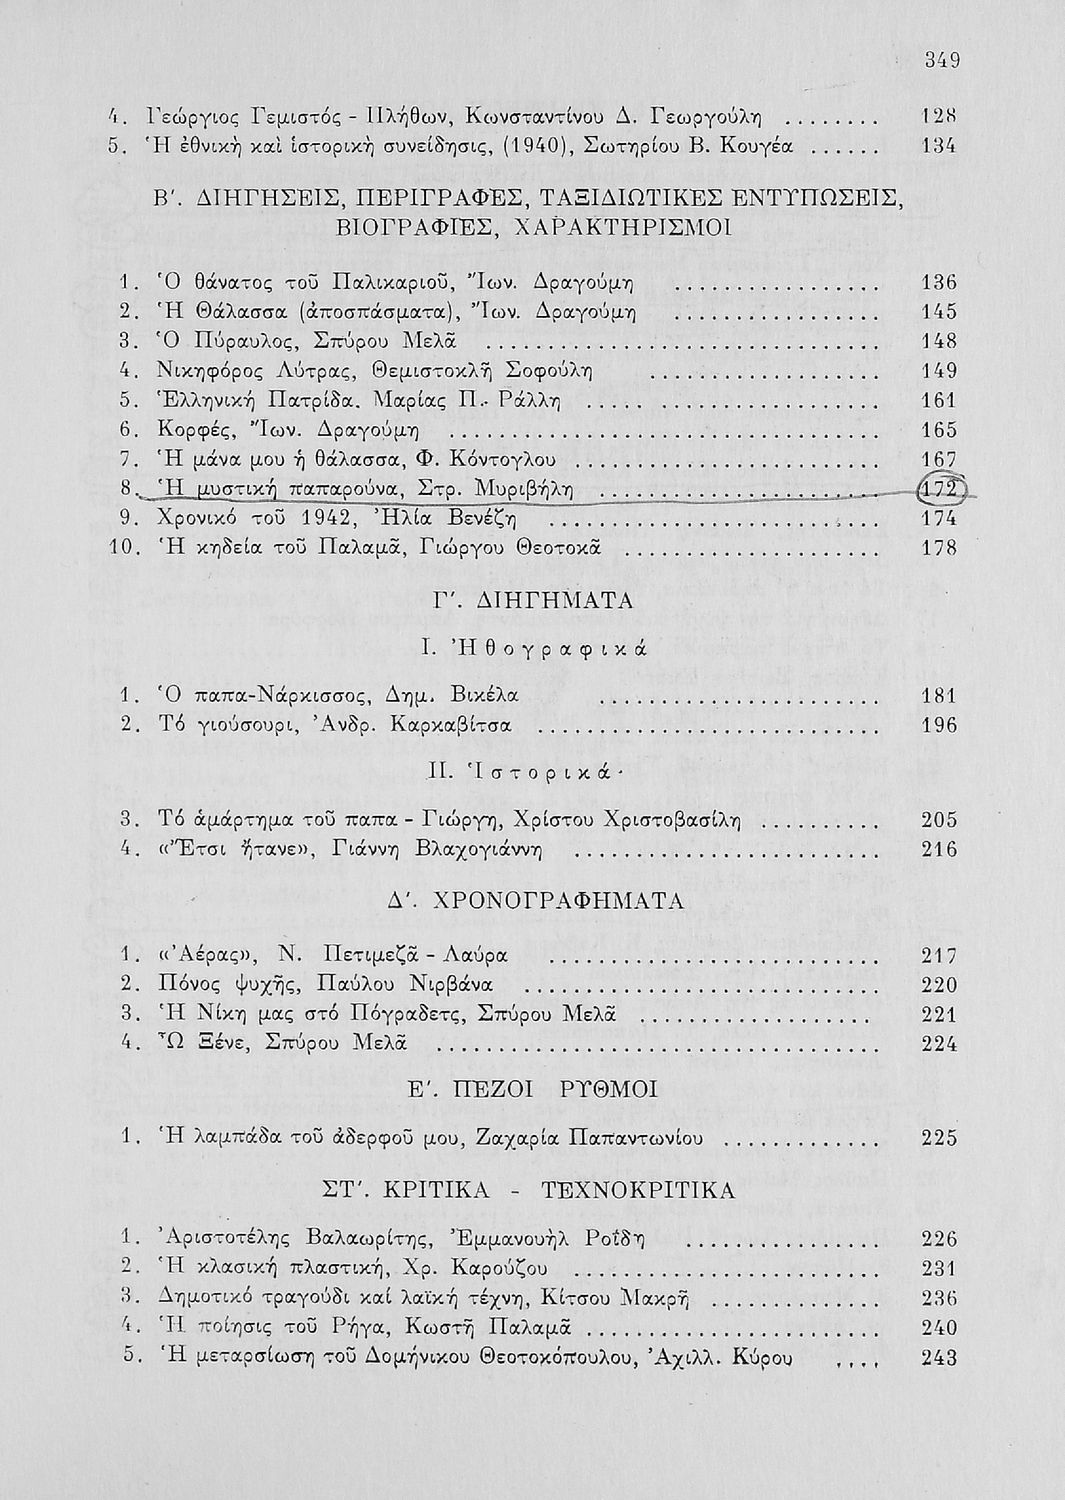 349
4. Γεώργιος Γεμιστός - Πλήθων, Κωνσταντίνου Δ. Γεωργούλη ........ 128
5. Ἡ ἐθνικὴ καὶ ἱστορικὴ συνείδησις, (1940), Σωτηρίου Β. Κουγέα ...... 134
Β'. ΔΙΗΓΗΣΕΙΣ, ΠΕΡΙΓΡΑΦΕΣ, ΤΑΞΙΔΙΩΤΙΚΕΣ ΕΝΤΥΠΩΣΕΙΣ,
ΒΙΟΓΡΑΦΙΕΣ, ΧΑΡΑΚΤΗΡΙΣΜΟΙ
1. Ὁ θάνατος τοῦ Παλικαριοῦ, Ἴων. Δραγούμη ................. 136
2. Ἡ Θάλασσα (ἀποσπάσματα), Ἴων. Δραγούμη ................. 145
3. Ὁ Πύραυλος, Σπύρου Μελᾶ ................................ 148
4. Νικηφόρος Λύτρας, Θεμιστοκλῆ Σοφούλη ................... 149
5. Ἑλληνική Πατρίδα. Μαρίας Π.- Ράλλη ....................... 161
6. Κορφές, Ἴων. Δραγούμη ................................... 165
7. Ἡ μάνα μου ἡ θάλασσα, Φ. Κόντογλου ......................... 167
8. Ἡ μυστική παπαρούνα, Στρ. Μυριβήλη ....................... 172
9. Χρονικό τοῦ 1942, Ἠλία Βενέζη ........................... 174
10. Ἡ κηδεία τοῦ Παλαμᾶ, Γιώργου Θεοτοκᾶ ..................... 178
Γ'. ΔΙΗΓΗΜΑΤΑ
I. Ἠθογραφικά
1. Ὁ παπα-Νάρκισσος, Δημ. Βικέλα ....................... 181
2. Τό γιούσουρι, Ἀνδρ. Καρκαβίτσα ............................ 196
II. Ἱστορικά
3. Τό ἁμάρτημα τοῦ παπα - Γιώργη, Χρίστου Χριστοβασίλη .......... 205
4. «Ἔτσι ἤτανε», Γιάννη Βλαχογιάννη ......................... 216
Δ'. ΧΡΟΝΟΓΡΑΦΗΜΑΤΑ
1. «Ἀέρας», Ν. Πετιμεζᾶ - Λαύρα ........................... 217
2. Πόνος ψυχῆς, Παύλου Νιρβάνα ............................. 220
3. Ἡ Νίκη μας στό Πόγραδετς, Σπύρου Μελᾶ ................... 221
4. Ὦ Ξένε, Σπύρου Μελᾶ .................................... 224
Ε'. ΠΕΖΟΙ ΡΥΘΜΟΙ
1. Ἡ λαμπάδα τοῦ ἀδερφοῦ μου, Ζαχαρία Παπαντωνίου ............. 225
ΣΤ'. ΚΡΙΤΙΚΑ - ΤΕΧΝΟΚΡΙΤΙΚΑ
1. Ἀριστοτέλης Βαλαωρίτης, Ἐμμανουὴλ Ροΐδη ................ 226
2. Ἡ κλασική πλαστική, Χρ. Καρούζου ......................... 231
3. Δημοτικό τραγούδι καί λαϊκή τέχνη, Κίτσου Μακρῆ .............. 236
4. Ἡ ποίησις τοῦ Ρήγα, Κωστῆ Παλαμᾶ ........................ 240
5. Ἡ μεταρσίωση τοῦ Δομήνικου Θεοτοκόπουλου, Ἀχιλλ. Κύρου .... 243